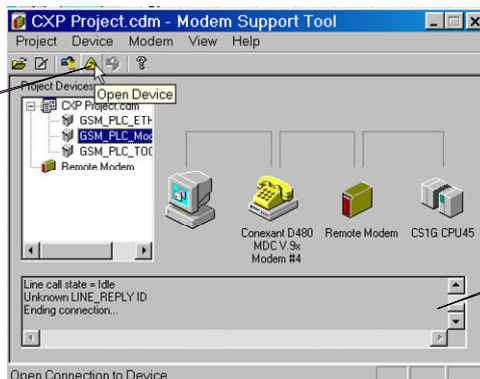 CXP Project.cdm - Modem Support Tool
Project Device Modem View Help
Project Devices
Open Device
CXP Project.cdm
GSM_PLC_ETH
GSM_PLC_Mod
GSM_PLC_TOO
Remote Modem
Conexant D480
MDC V.9x
Modem #4
Remote Modem
CS1G CPU45
Line call state = Idle
Unknown LINE_REPLY ID
Ending connection...
Open Connection to Device